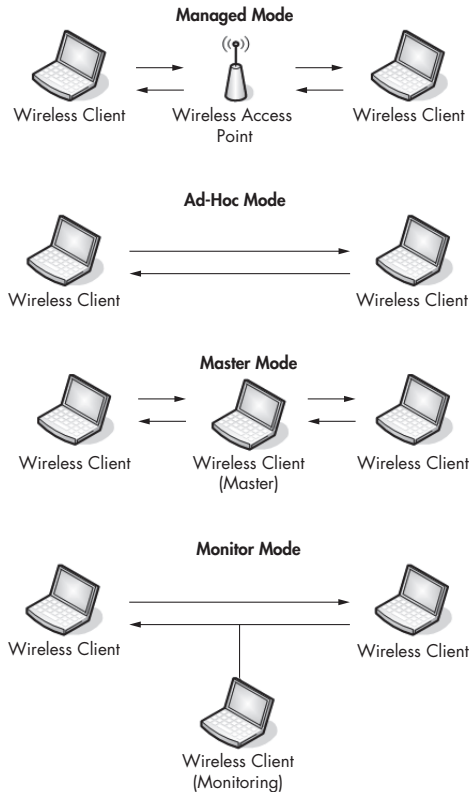 Managed Mode
Wireless Client
Wireless Access
Point
Wireless Client
Ad-Hoc Mode
Wireless Client
Wireless Client
Master Mode
Wireless Client
Wireless Client
(Master)
Wireless Client
Monitor Mode
Wireless Client
Wireless Client
Wireless Client
(Monitoring)